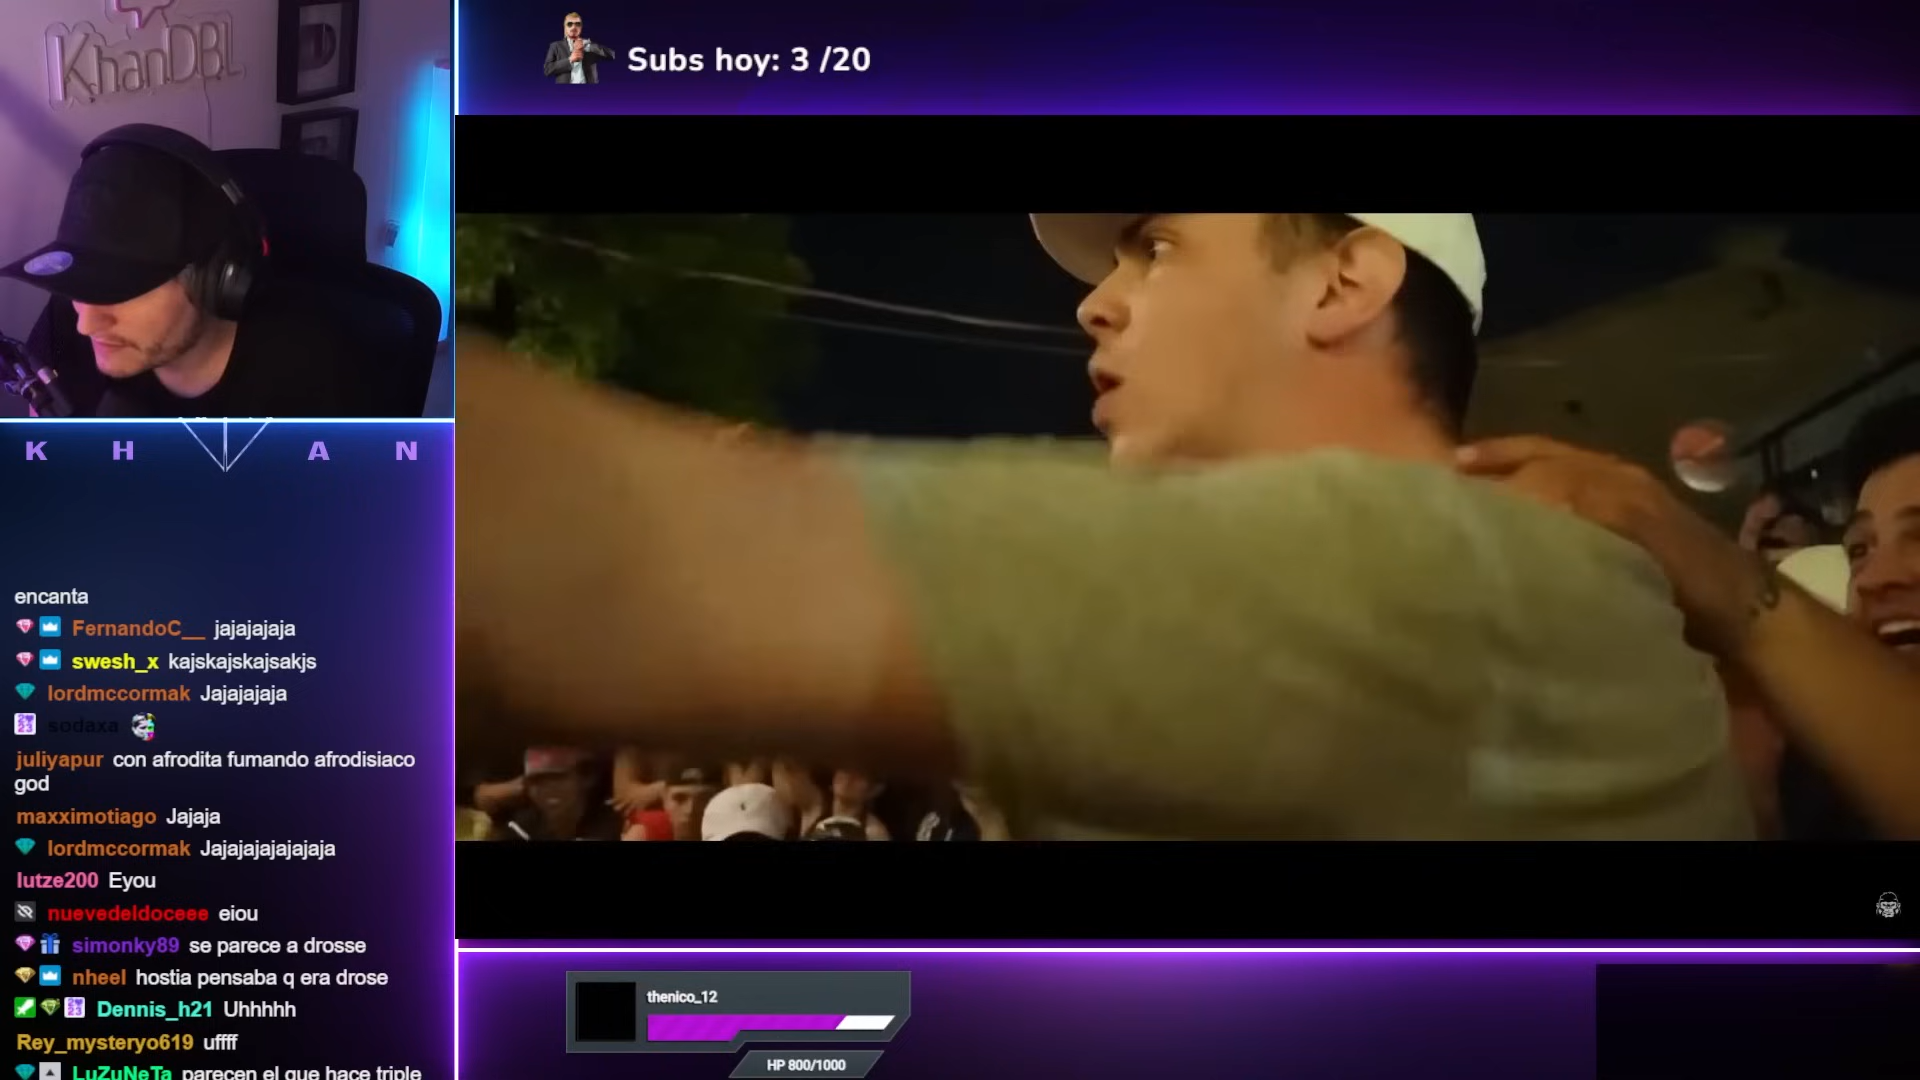 KhanDBL
Subs hoy: 3 /20
K H A N
encanta
FernandoC__ jajajajaja
swesh_x kajskajskajsakjs
lordmccormak Jajajajaja
sodaxa
juliyapur con afrodita fumando afrodisiaco
god
maxximotiago Jajaja
lordmccormak Jajajajajajajaja
lutze200 Eyou
nuevedeldoceee eiou
simonky89 se parece a drosse
nheel hostia pensaba q era drose
Dennis_h21 Uhhhhh
Rey_mysteryo619 uffff
LuZuNeTa parecen el que hace triple
thenico_12
HP 800/1000